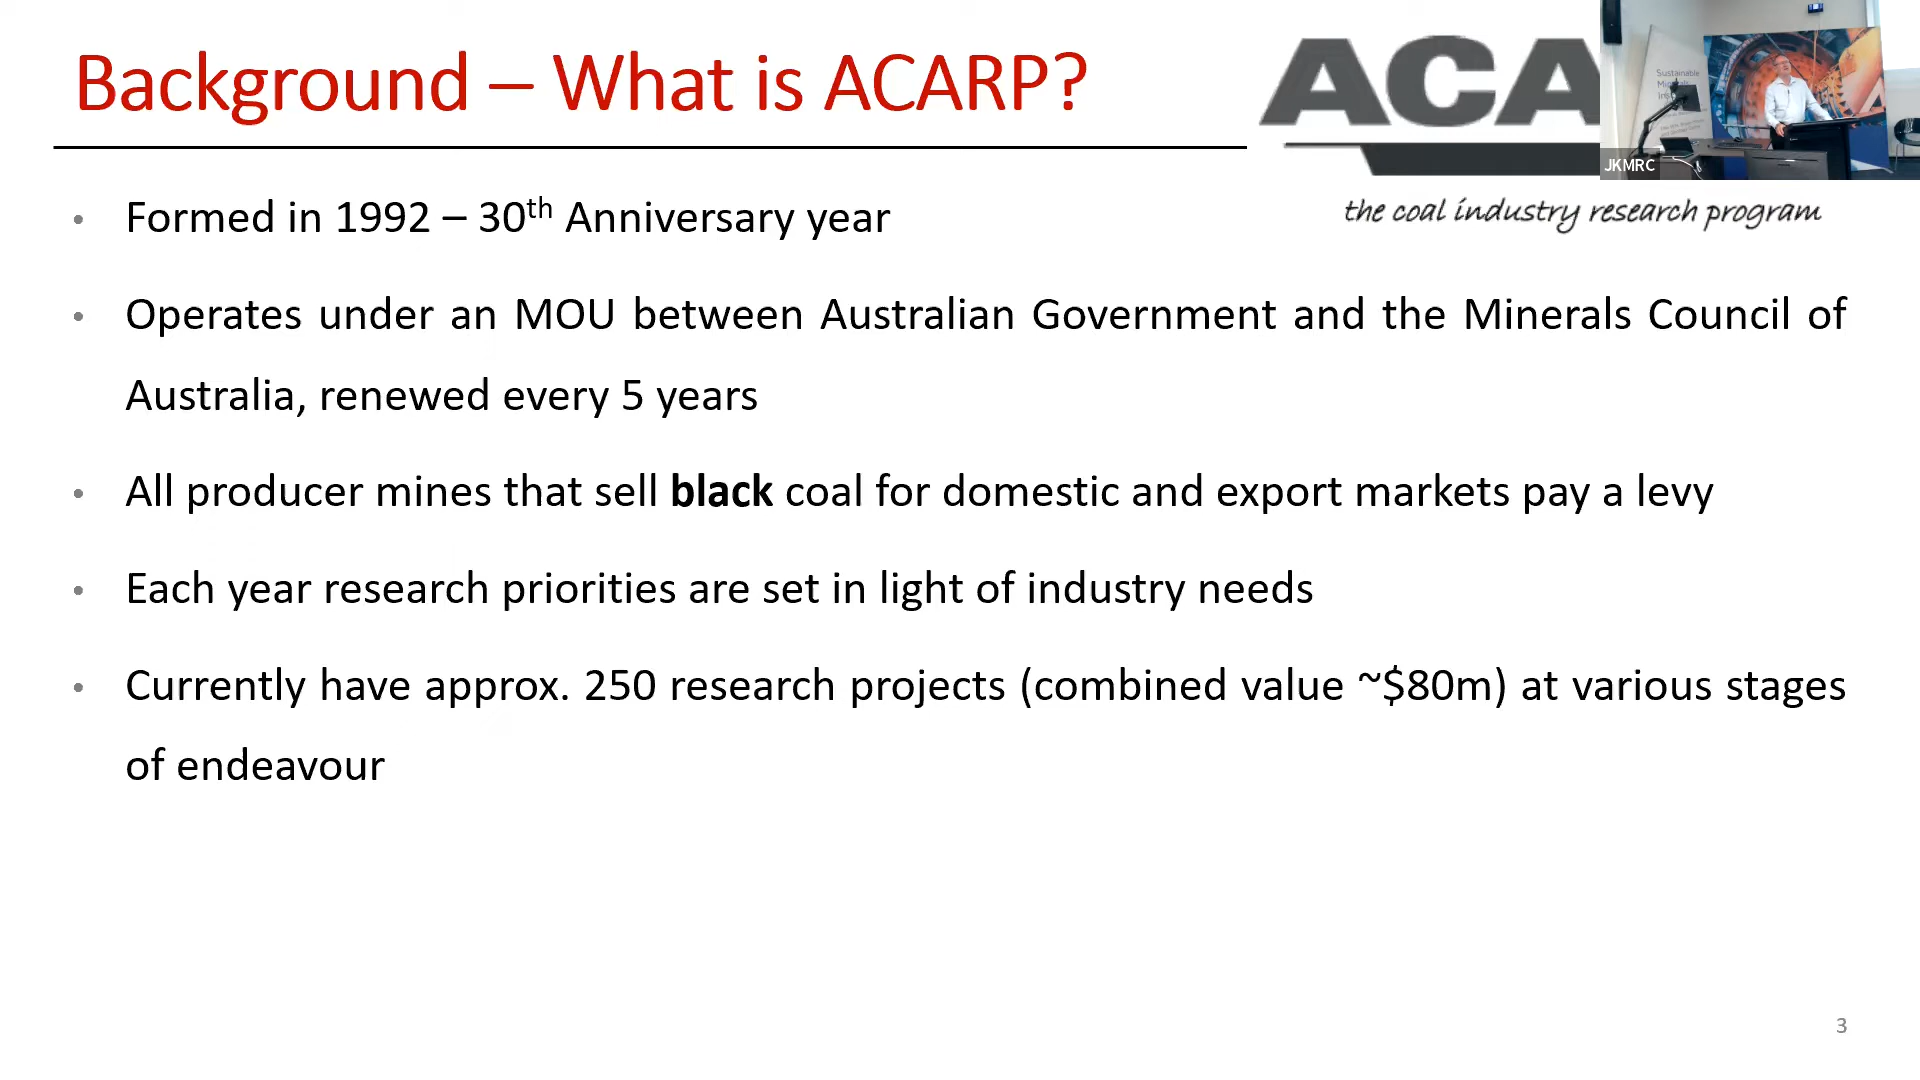 Background – What is ACARP?
ACA
Sustainable
JKMRC
the coal industry research program
• Formed in 1992 – 30th Anniversary year
• Operates under an MOU between Australian Government and the Minerals Council of
Australia, renewed every 5 years
• All producer mines that sell black coal for domestic and export markets pay a levy
• Each year research priorities are set in light of industry needs
• Currently have approx. 250 research projects (combined value ~$80m) at various stages
of endeavour
3